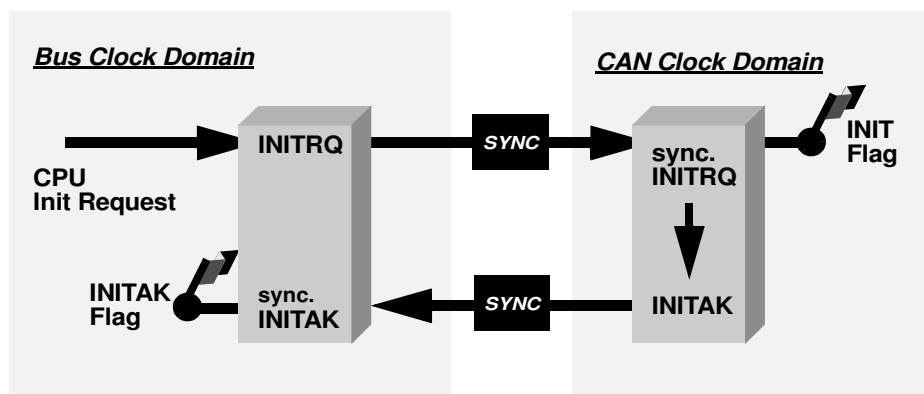 Bus Clock Domain
CAN Clock Domain
CPU
Init Request
INITRQ
SYNC
sync.
INITRQ
INIT
Flag
INITAK
Flag
sync.
INITAK
SYNC
INITAK